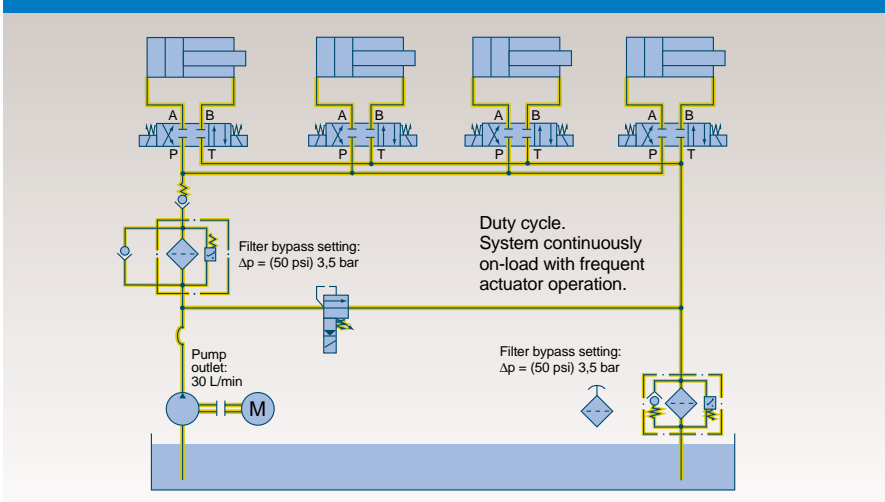 A B A B A B A B
P T P T P T P T
Duty cycle.
System continuously
on-load with frequent
actuator operation.
Filter bypass setting:
Δp = (50 psi) 3,5 bar
Pump
outlet:
30 L/min
M
Filter bypass setting:
Δp = (50 psi) 3,5 bar